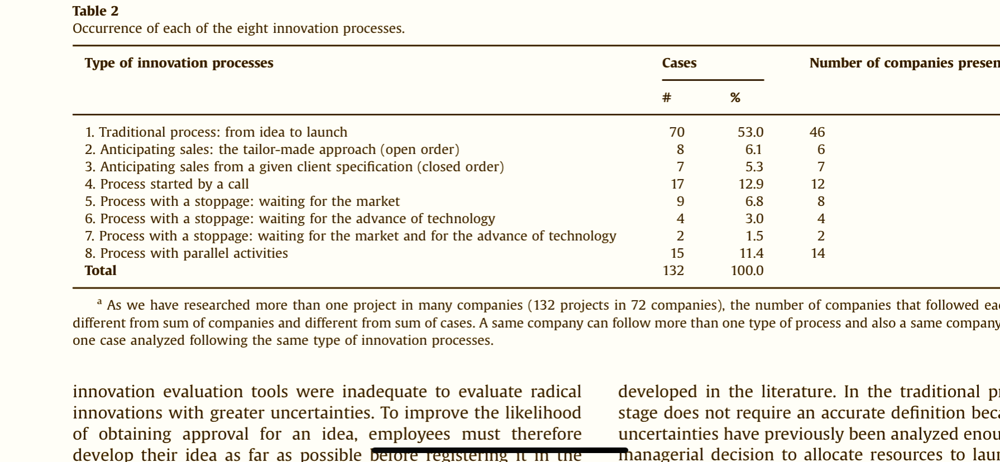 Table 2
Occurrence of each of the eight innovation processes.
Type of innovation processes Cases Number of companies
# %
1. Traditional process: from idea to launch 70 53.0 46
2. Anticipating sales: the tailor-made approach (open order) 8 6.1 6
3. Anticipating sales from a given client specification (closed order) 7 5.3 7
4. Process started by a call 17 12.9 12
5. Process with a stoppage: waiting for the market 9 6.8 8
6. Process with a stoppage: waiting for the advance of technology 4 3.0 4
7. Process with a stoppage: waiting for the market and for the advance of technology 2 1.5 2
8. Process with parallel activities 15 11.4 14
Total 132 100.0
a As we have researched more than one project in many companies (132 projects in 72 companies), the number of companies that followed
different from sum of companies and different from sum of cases. A same company can follow more than one type of process and also a same company
one case analyzed following the same type of innovation processes.
innovation evaluation tools were inadequate to evaluate radical
innovations with greater uncertainties. To improve the likelihood
of obtaining approval for an idea, employees must therefore
develop their idea as far as possible before registering it in the
developed in the literature. In the traditional
stage does not require an accurate definition
uncertainties have previously been analyzed
managerial decision to allocate resources to